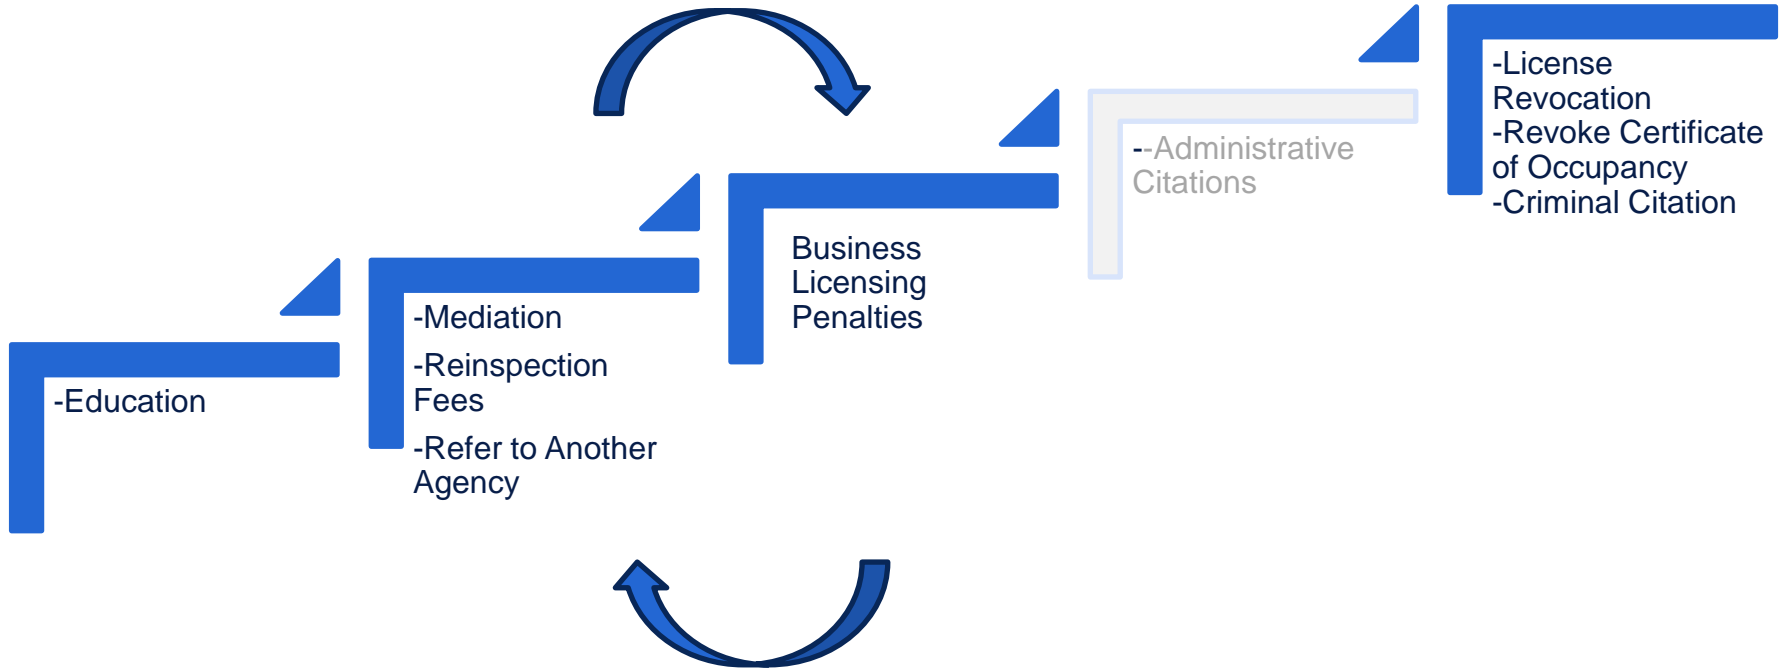 -Education
-Mediation
-Reinspection
Fees
-Refer to Another
Agency
Business
Licensing
Penalties
--Administrative
Citations
-License
Revocation
-Revoke Certificate
of Occupancy
-Criminal Citation